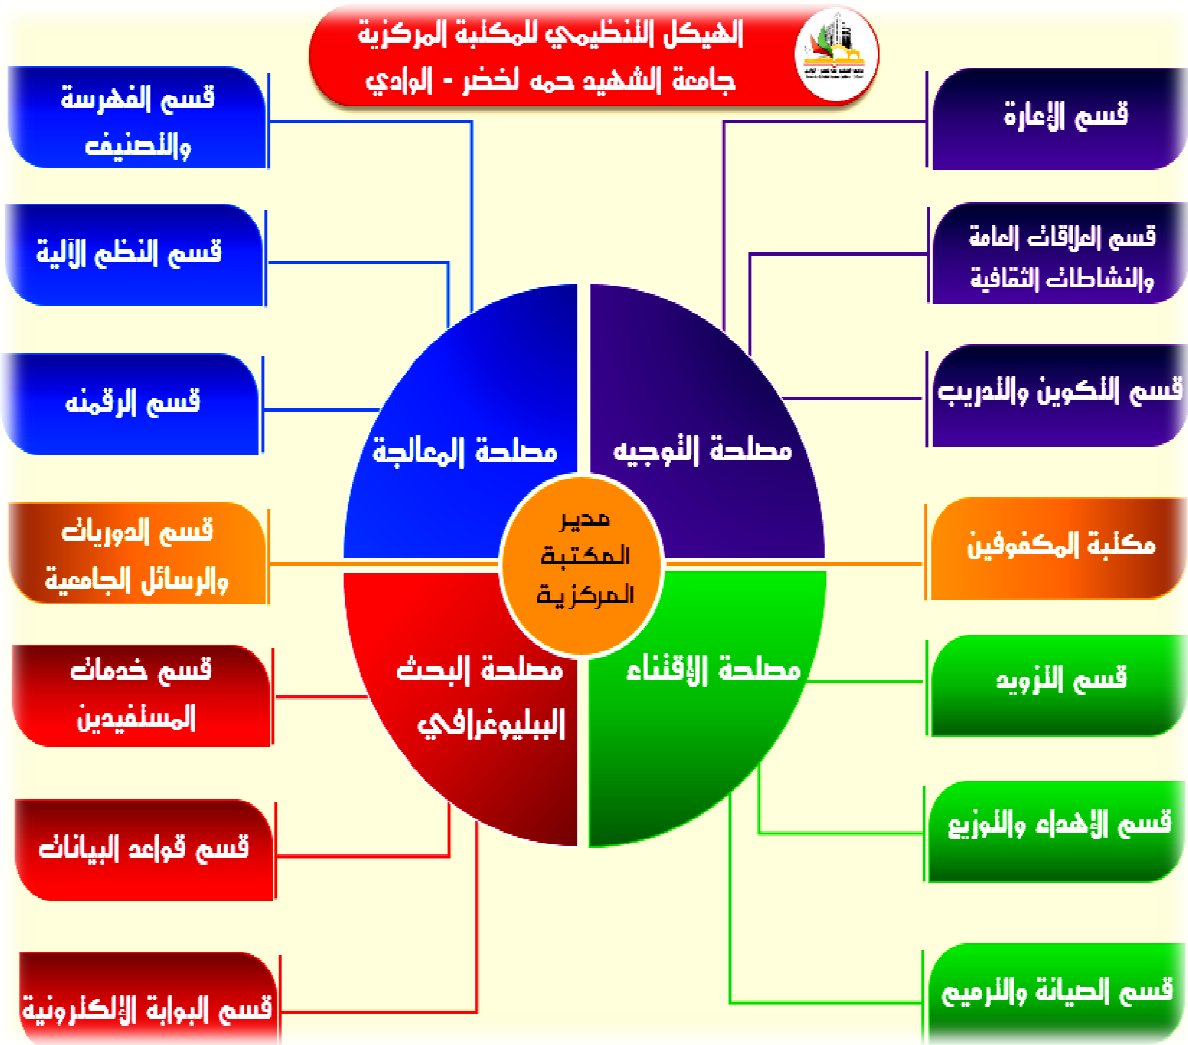 الهيكل التنظيمي للمكتبة المركزية
جامعة الشهيد حمه لخضر - الوادي
قسم الإعارة
قسم العلاقات العامة
والنشاطات الثقافية
قسم التكوين والتدريب
مكتبة المكفوفين
قسم التزويد
قسم الإهداء والتوزيع
قسم الصيانة والترميم
مصلحة التوجيه
مصلحة المعالجة
مدير
المكتبة
المركزية
مصلحة الإقتناء
مصلحة البحث
الببليوغرافي
قسم الفهرسة
والتصنيف
قسم النظم الآلية
قسم الرقمنه
قسم الدوريات
والرسائل الجامعية
قسم خدمات
المستفيدين
قسم قواعد البيانات
قسم البوابة الإلكترونية